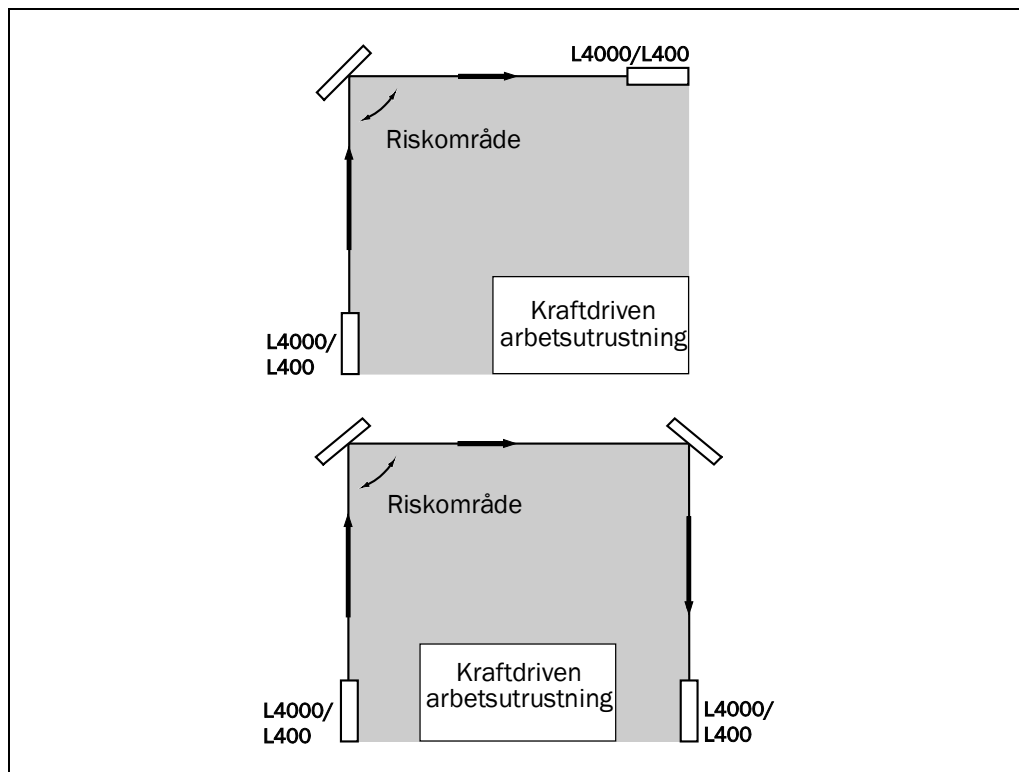 L4000/L400
Riskområde
Kraftdriven
arbetsutrustning
L4000/
L400
Riskområde
Kraftdriven
arbetsutrustning
L4000/
L400
L4000/
L400